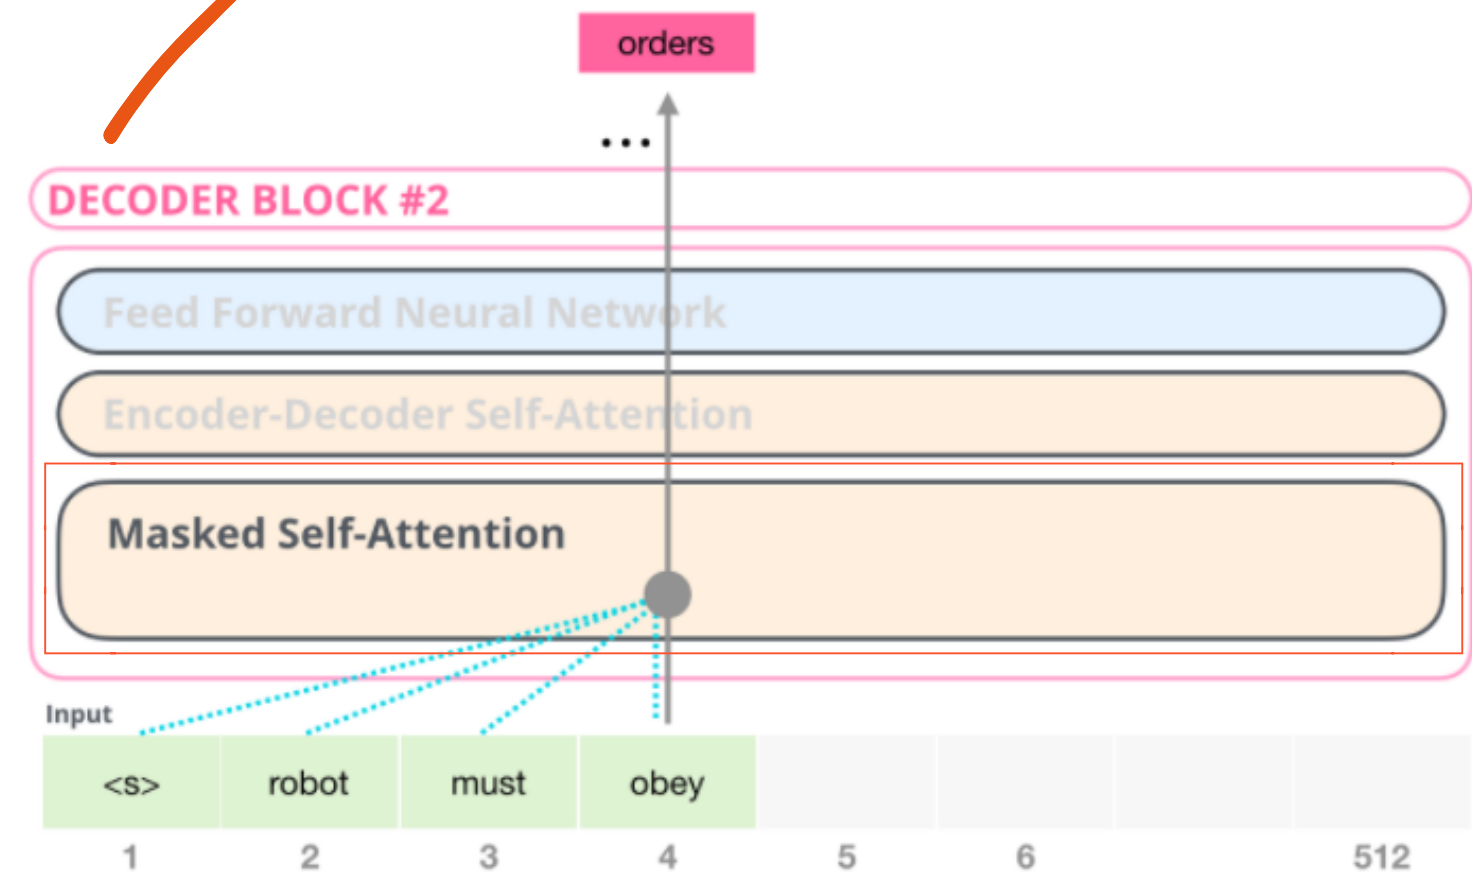 orders
...
DECODER BLOCK #2
Feed Forward Neural Network
Encoder-Decoder Self-Attention
Masked Self-Attention
Input
<s> robot must obey
1 2 3 4 5 6 512